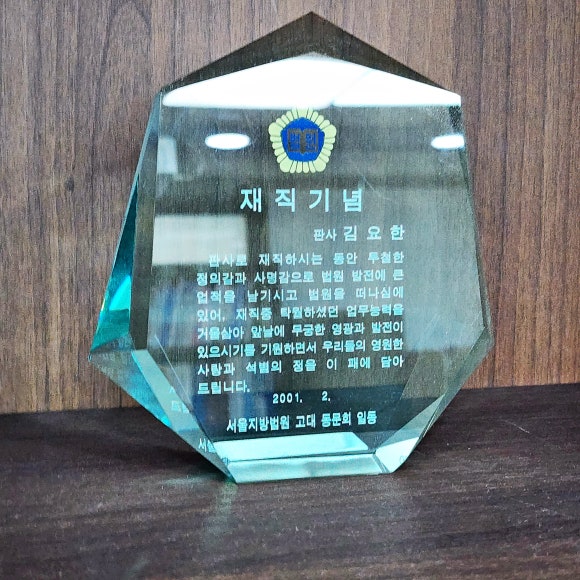 재직기념
판사 김요한
판사로 재직하시는 동안 투철한
정의감과 사명감으로 법원 발전에 큰
업적을 남기시고 법원을 떠나심에
있어, 재직중 탁월하셨던 업무능력을
거울삼아 앞날에 무궁한 영광과 발전이
있으시기를 기원하면서 우리들의 영원한
사랑과 석별의 정을 이 패에 담아
드립니다.
2001. 2.
서울지방법원 고대 동문회 일동